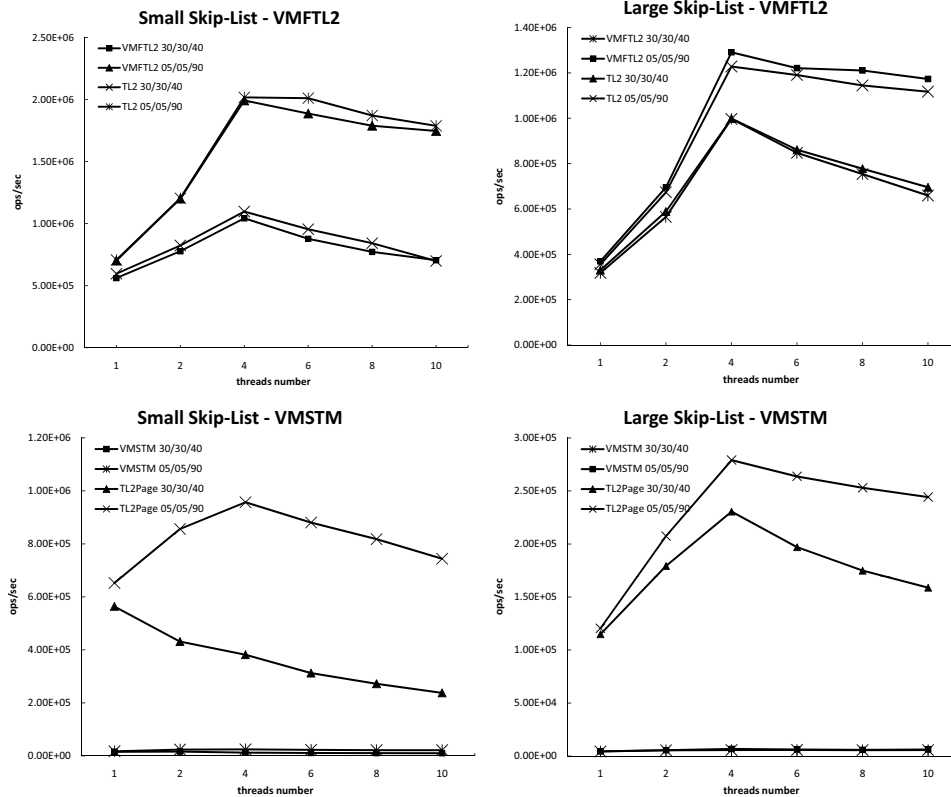 Small Skip-List - VMFTL2
2.50E+06
2.00E+06
1.50E+06
1.00E+06
5.00E+05
0.00E+00
ops/sec
VMFTL2 30/30/40
VMFTL2 05/05/90
TL2 30/30/40
TL2 05/05/90
1 2 4 6 8 10
threads number
Large Skip-List - VMFTL2
1.40E+06
1.20E+06
1.00E+06
8.00E+05
6.00E+05
4.00E+05
2.00E+05
0.00E+00
ops/sec
VMFTL2 30/30/40
VMFTL2 05/05/90
TL2 30/30/40
TL2 05/05/90
1 2 4 6 8 10
threads number
Small Skip-List - VMSTM
1.20E+06
1.00E+06
8.00E+05
6.00E+05
4.00E+05
2.00E+05
0.00E+00
ops/sec
VMSTM 30/30/40
VMSTM 05/05/90
TL2Page 30/30/40
TL2Page 05/05/90
1 2 4 6 8 10
threads number
Large Skip-List - VMSTM
3.00E+05
2.50E+05
2.00E+05
1.50E+05
1.00E+05
5.00E+04
0.00E+00
ops/sec
VMSTM 30/30/40
VMSTM 05/05/90
TL2Page 30/30/40
TL2Page 05/05/90
1 2 4 6 8 10
threads number